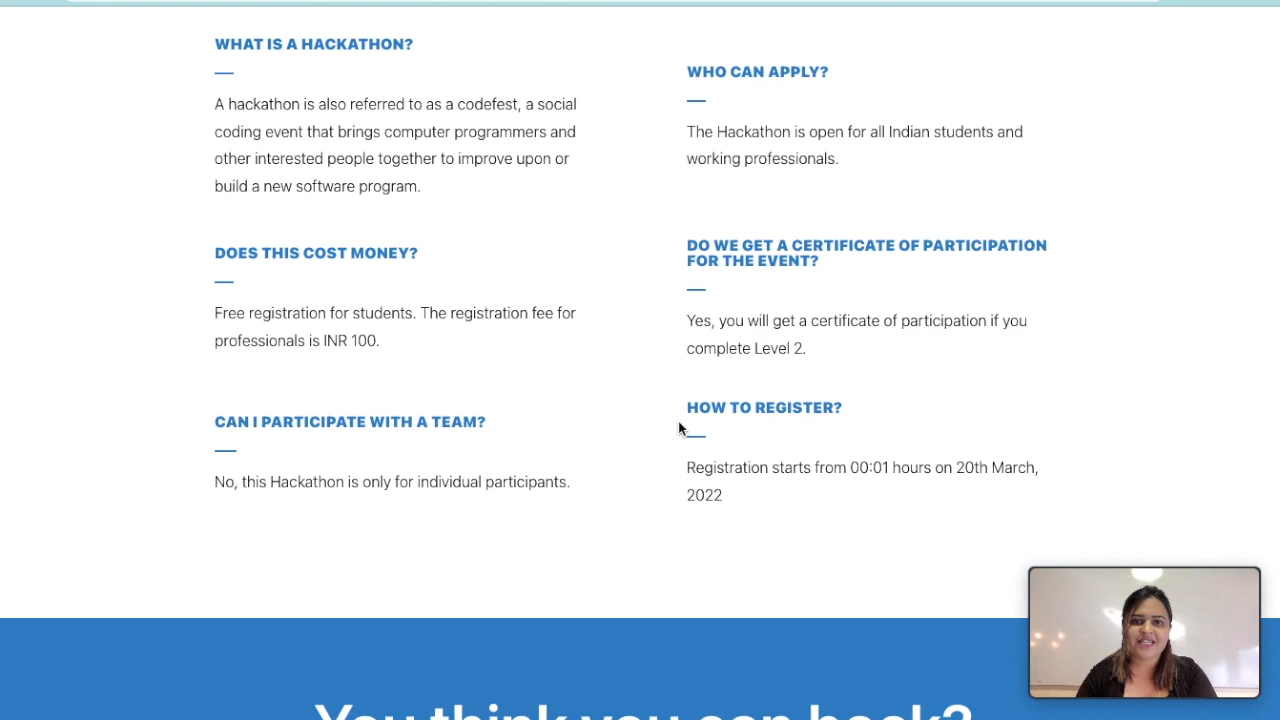 WHAT IS A HACKATHON?
A hackathon is also referred to as a codefest, a social
coding event that brings computer programmers and
other interested people together to improve upon or
build a new software program.
WHO CAN APPLY?
The Hackathon is open for all Indian students and
working professionals.
DOES THIS COST MONEY?
Free registration for students. The registration fee for
professionals is INR 100.
DO WE GET A CERTIFICATE OF PARTICIPATION
FOR THE EVENT?
Yes, you will get a certificate of participation if you
complete Level 2.
CAN I PARTICIPATE WITH A TEAM?
No, this Hackathon is only for individual participants.
HOW TO REGISTER?
Registration starts from 00:01 hours on 20th March,
2022
You think you can hack?